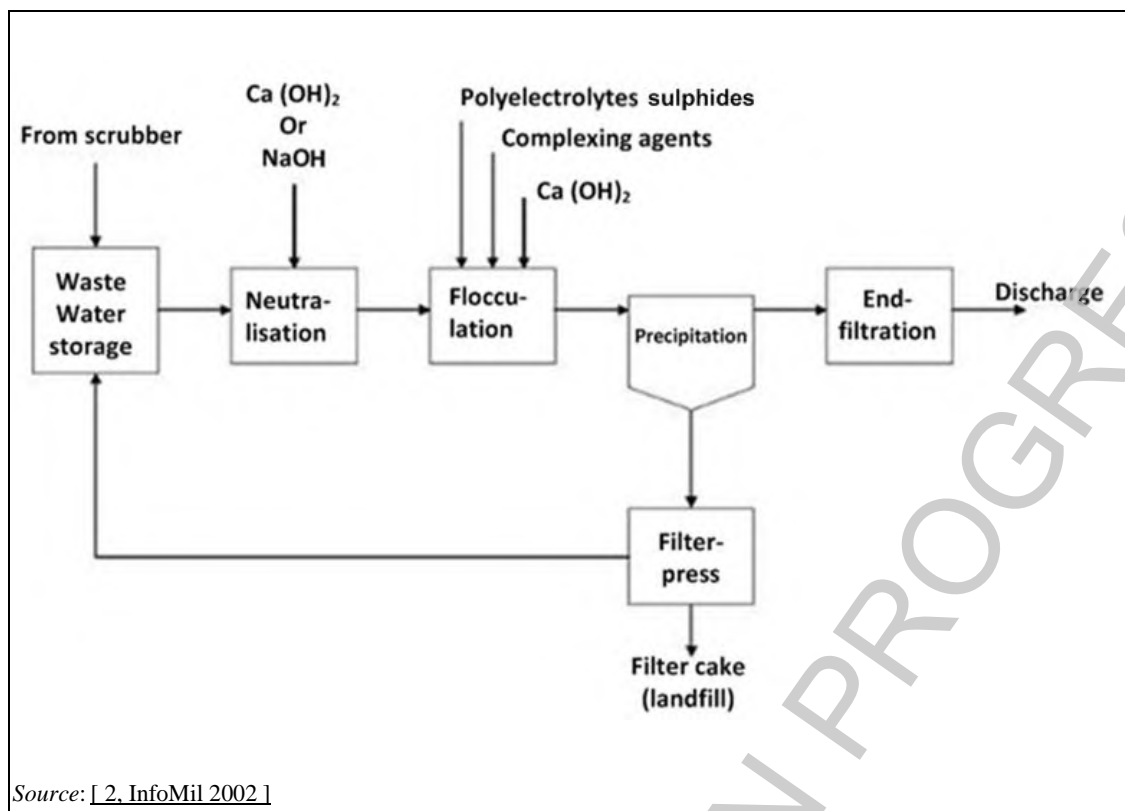 Ca (OH)₂
Or
NaOH
Polyelectrolytes sulphides
Complexing agents
Ca (OH)₂
From scrubber
Waste
Water
storage
Neutra-
lisation
Floccu-
lation
Precipitation
End-
filtration
Discharge
Filter-
press
Filter cake
(landfill)
Source: [ 2, InfoMil 2002 ]
N PROGRES